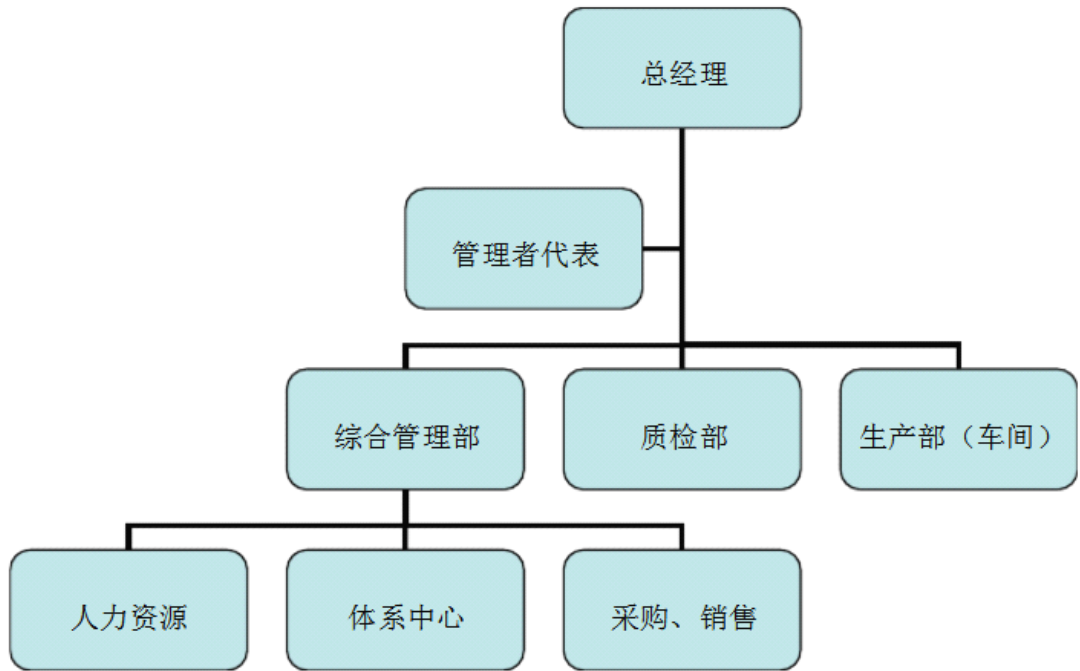 总经理
管理者代表
综合管理部
质检部
生产部（车间）
人力资源
体系中心
采购、销售